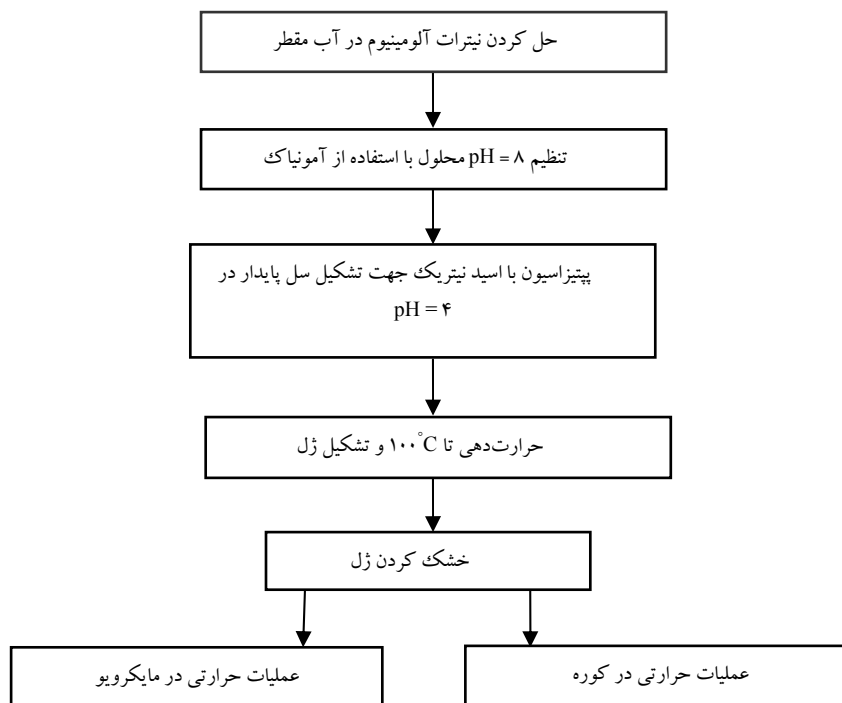 حل کردن نیترات آلومینیوم در آب مقطر
تنظیم pH = ۸ محلول با استفاده از آمونیاک
پپتیزاسیون با اسید نیتریک جهت تشکیل سل پایدار در
pH = ۴
حرارت‌دهی تا ۱۰۰°C و تشکیل ژل
خشک کردن ژل
عملیات حرارتی در کوره
عملیات حرارتی در مایکرویو